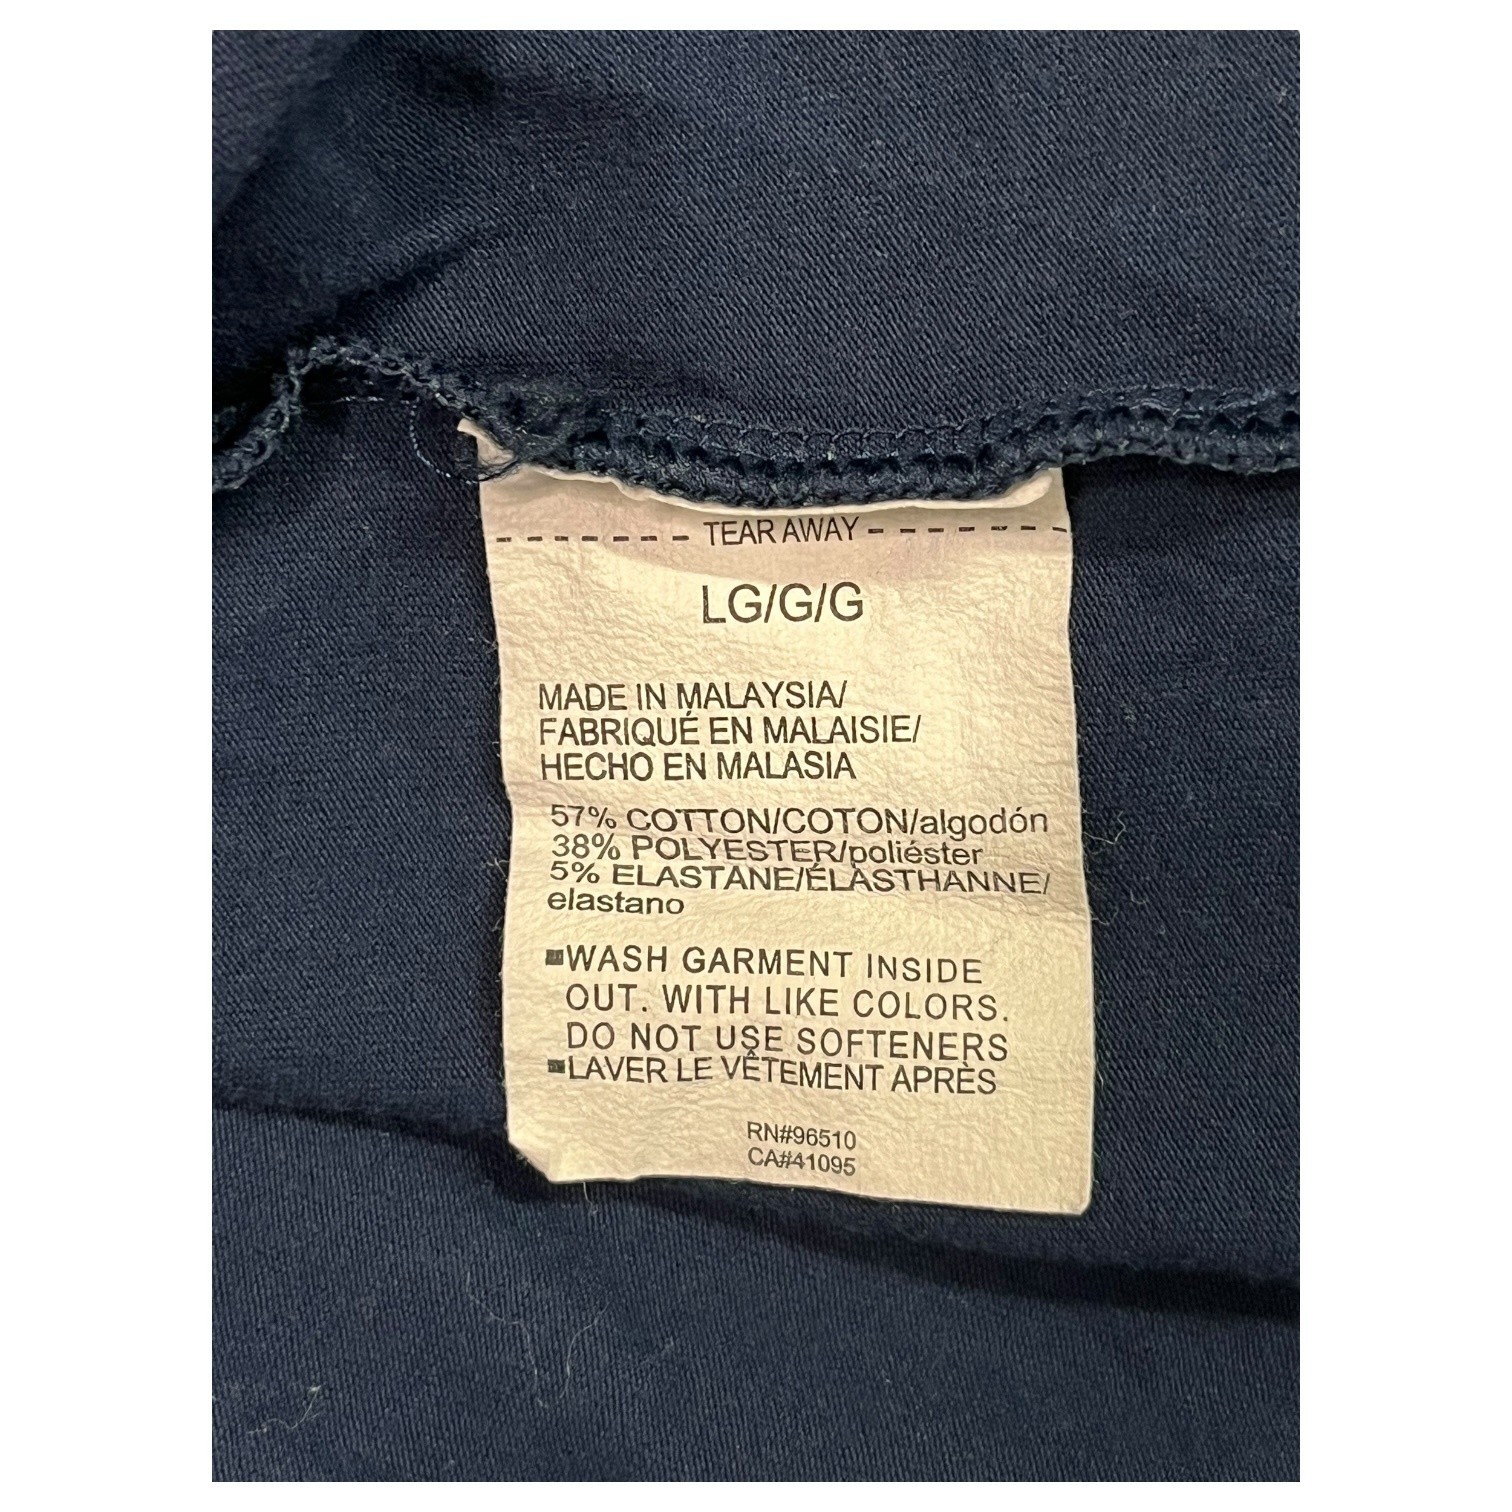 TEAR AWAY
LG/G/G
MADE IN MALAYSIA/
FABRIQUÉ EN MALAISIE/
HECHO EN MALASIA
57% COTTON/COTON/algodón
38% POLYESTER/poliéster
5% ELASTANE/ÉLASTHANNE/
elastano
▪WASH GARMENT INSIDE
OUT. WITH LIKE COLORS.
DO NOT USE SOFTENERS
▪LAVER LE VÊTEMENT APRÈS
RN#96510
CA#41095